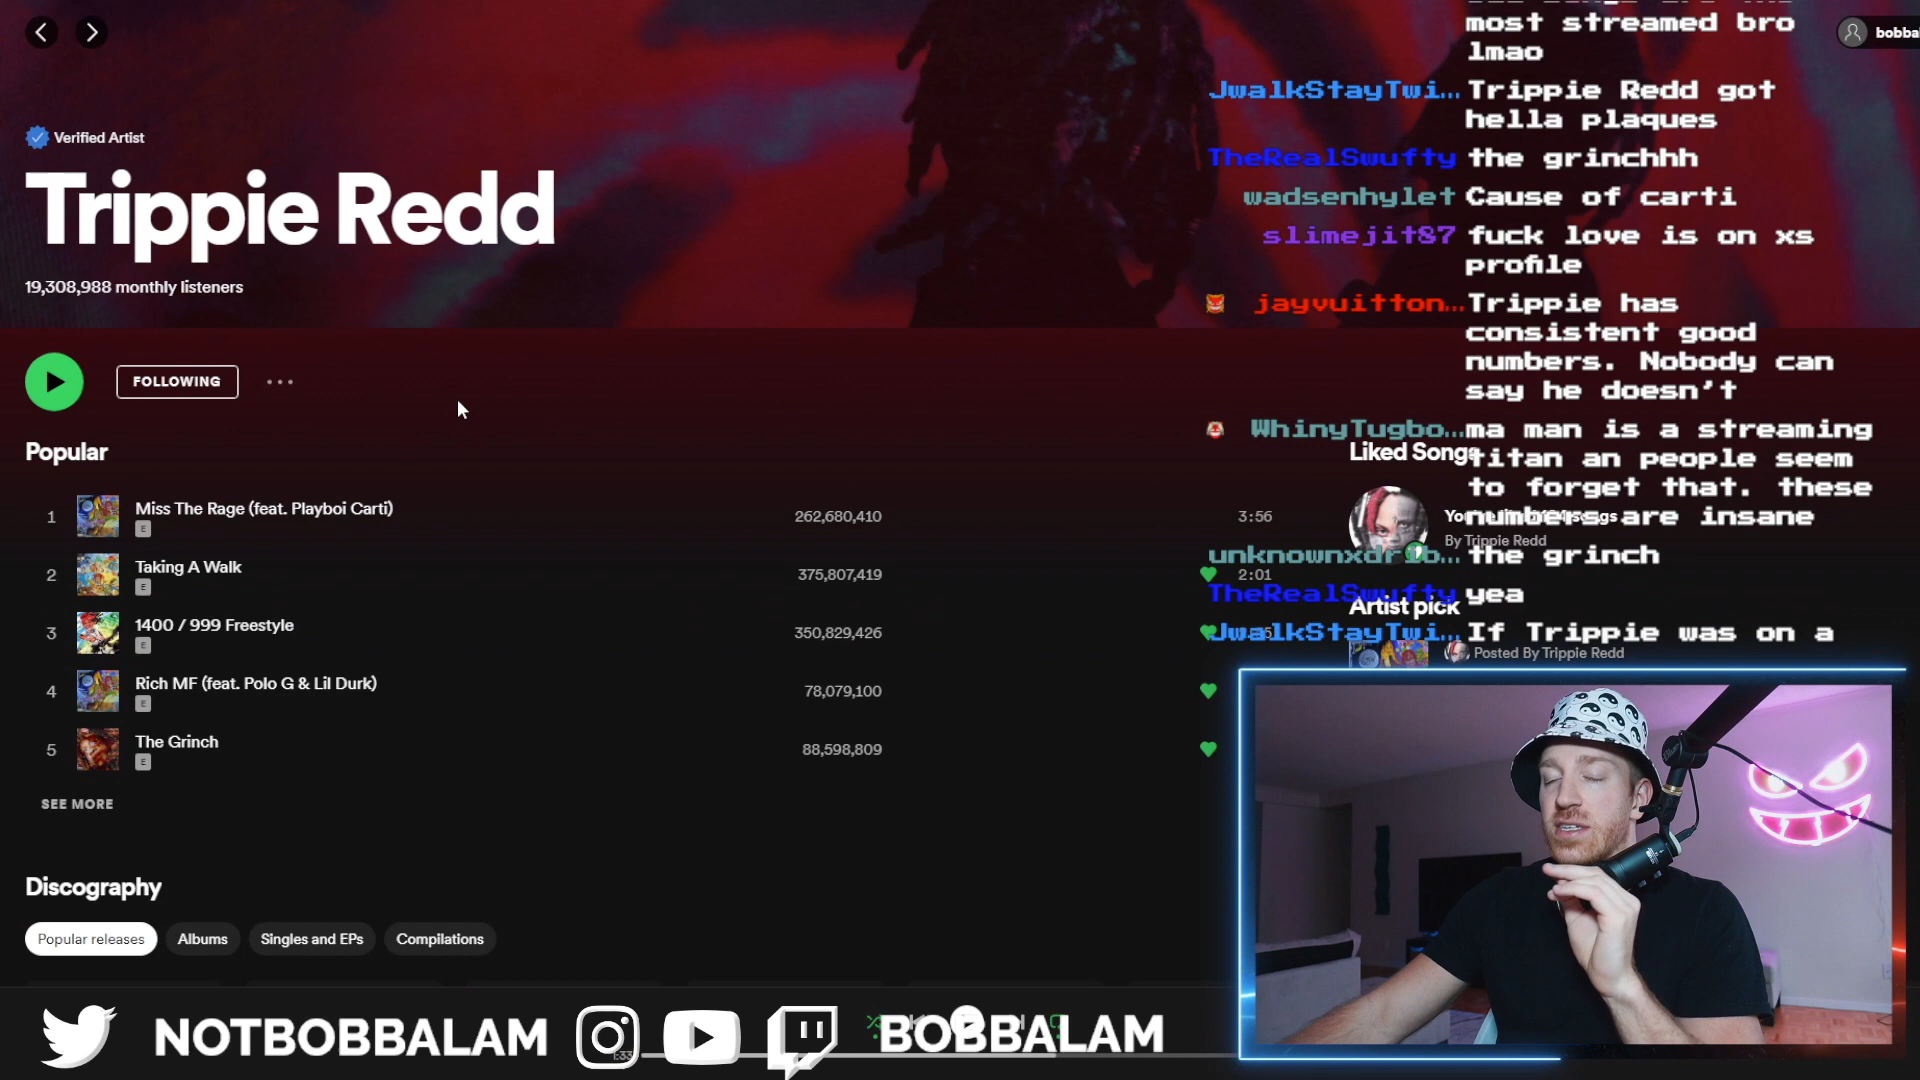 most streamed bro
lmao
bobba
JwalkStayTwi... Trippie Redd got
hella plaques
Verified Artist
TheRealSwufty the grinchhh
Trippie Redd
wadsenhylet Cause of carti
slimejit87 fuck love is on xs
profile
19,308,988 monthly listeners
jayvuitton... Trippie has
consistent good
numbers. Nobody can
say he doesn't
FOLLOWING
WhinyTugbo... ma man is a streaming
titan an people seem
to forget that. these
numbers are insane
Popular
Liked Songs
1 Miss The Rage (feat. Playboi Carti) 262,680,410 3:56
E
By Trippie Redd
unknownxdr1b... the grinch
2 Taking A Walk 375,807,419 2:01
E
TheRealSwufty yea
Artist pick
3 1400 / 999 Freestyle 350,829,426
E
JwalkStayTwi... If Trippie was on a
Posted By Trippie Redd
4 Rich MF (feat. Polo G & Lil Durk) 78,079,100
E
5 The Grinch 88,598,809
E
SEE MORE
Discography
Popular releases Albums Singles and EPs Compilations
NOTBOBBALAM BOBBALAM